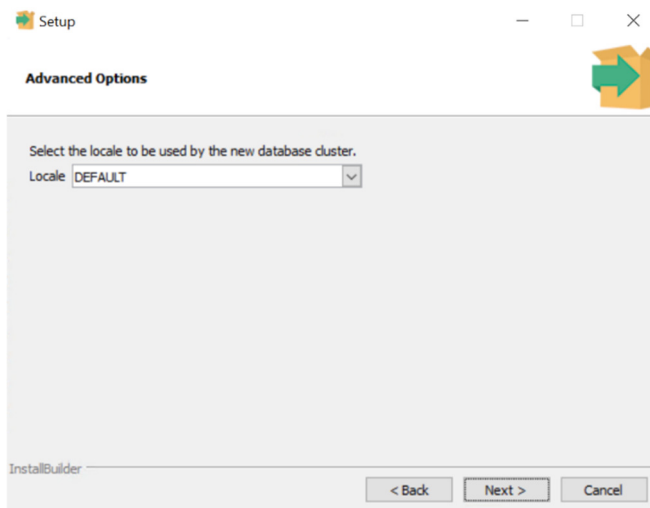 Setup
Advanced Options
Select the locale to be used by the new database cluster.
Locale DEFAULT
InstallBuilder
< Back Next > Cancel